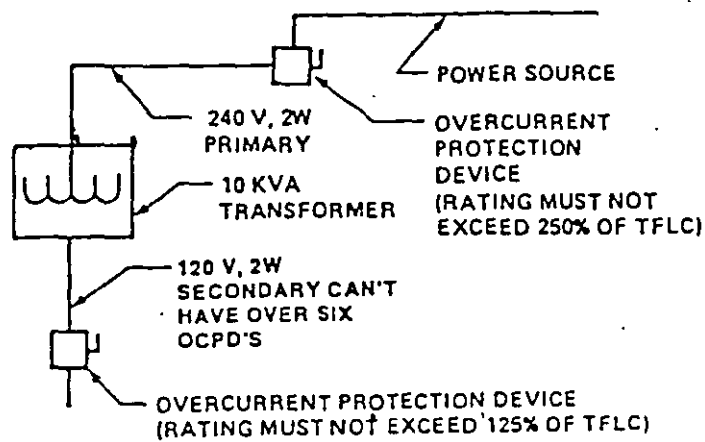 POWER SOURCE
240 V, 2W
PRIMARY
OVERCURRENT
PROTECTION
DEVICE
(RATING MUST NOT
EXCEED 250% OF TFLC)
10 KVA
TRANSFORMER
120 V, 2W
SECONDARY CAN'T
HAVE OVER SIX
OCPD'S
OVERCURRENT PROTECTION DEVICE
(RATING MUST NOT EXCEED 125% OF TFLC)